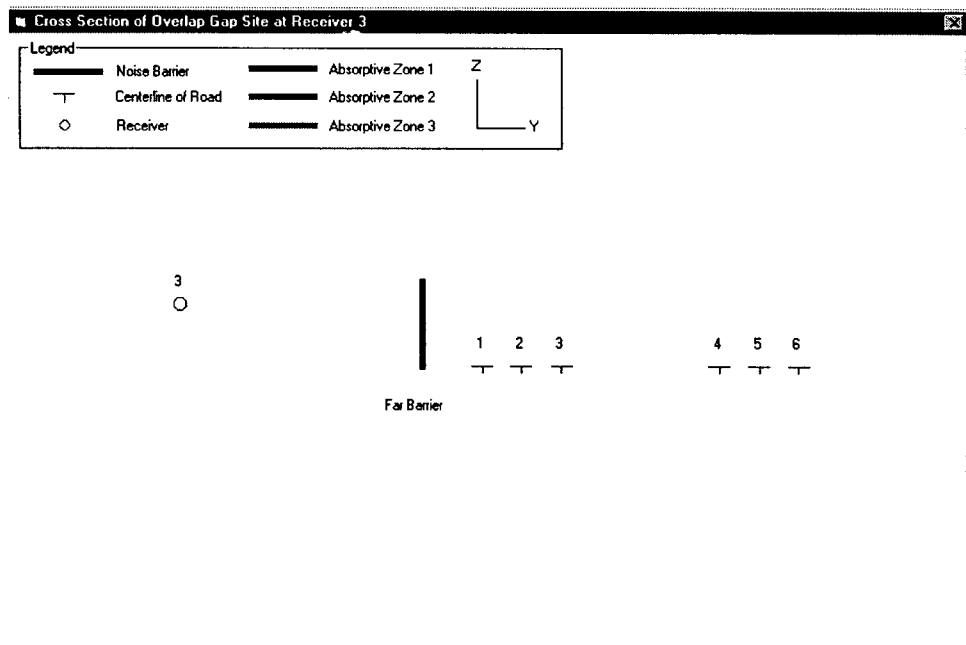 Cross Section of Overlap Gap Site at Receiver 3
Legend
Noise Barrier
Absorptive Zone 1
Z
Centerline of Road
Absorptive Zone 2
Receiver
Absorptive Zone 3
Y
3
1 2 3 4 5 6
Far Barrier